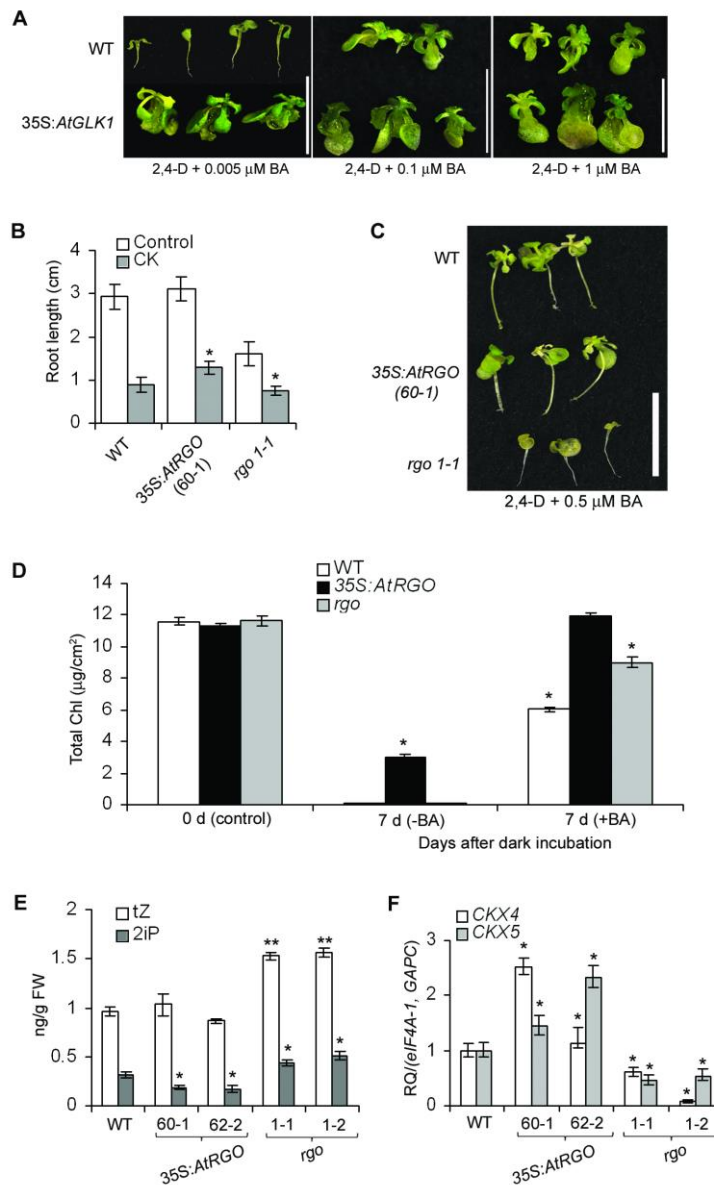 A
WT
35S:AtGLK1
2,4-D + 0.005 μM BA
2,4-D + 0.1 μM BA
2,4-D + 1 μM BA
B
Control
CK
Root length (cm)
4
3
2
1
0
WT
35S:AtRGO
(60-1)
rgo 1-1
* *
C
WT
35S:AtRGO
(60-1)
rgo 1-1
2,4-D + 0.5 μM BA
D
WT
35S:AtRGO
rgo
Total Chl (μg/cm²)
14
12
10
8
6
4
2
0
* * *
0 d (control) 7 d (-BA) 7 d (+BA)
Days after dark incubation
E
tZ
2iP
ng/g FW
2
1.5
1
0.5
0
** **
* * * *
WT 60-1 62-2 1-1 1-2
35S:AtRGO rgo
F
CKX4
CKX5
RQ/(eIF4A-1, GAPC)
3
2
1
0
* * * * * * * *
WT 60-1 62-2 1-1 1-2
35S:AtRGO rgo